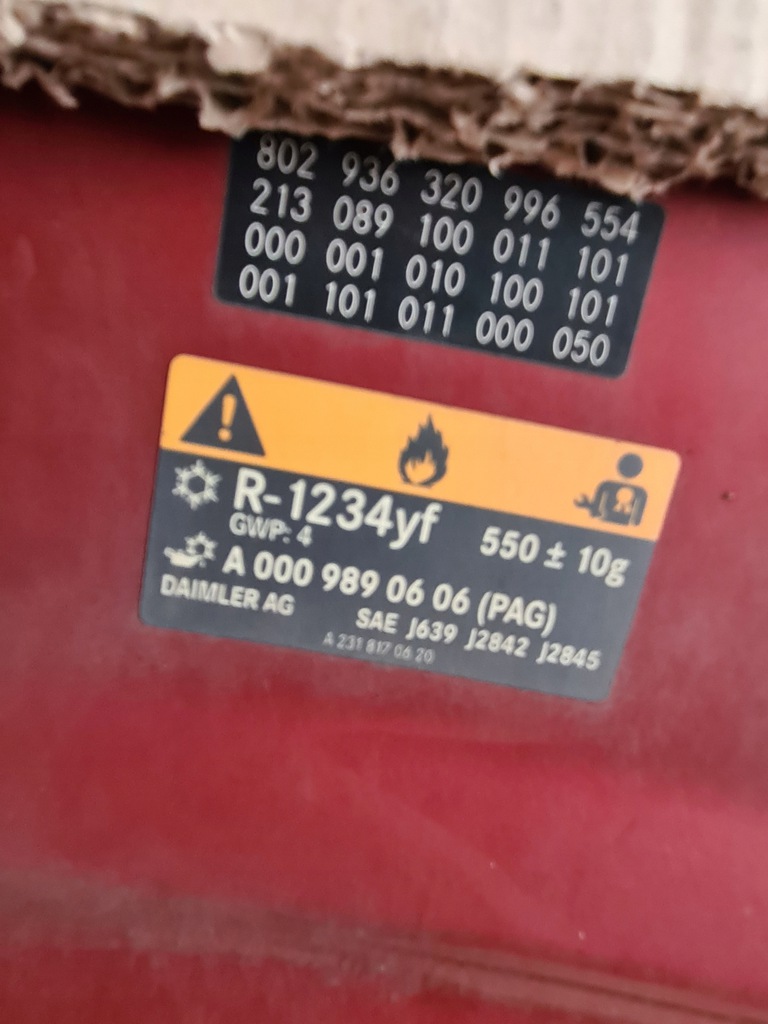 802 936 320 996 554
213 089 100 011 101
000 001 010 100 101
001 101 011 000 050
R-1234yf 550 ± 10g
GWP: 4
A 000 989 06 06 (PAG)
DAIMLER AG SAE J639 J2842 J2845
A 231 817 06 20